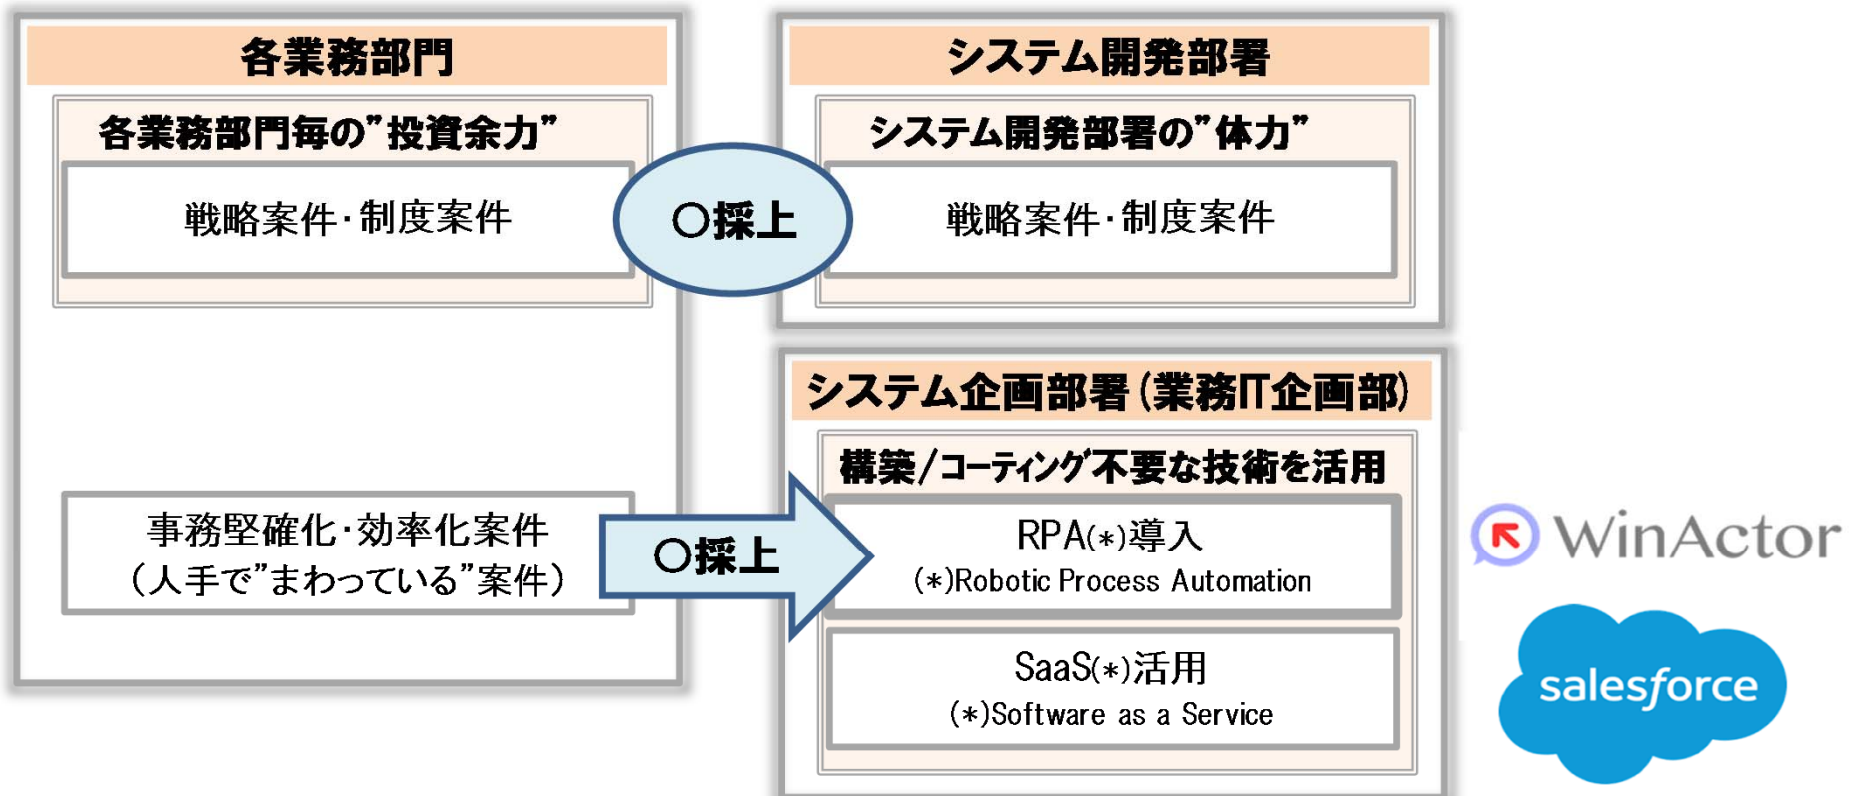 各業務部門
各業務部門毎の”投資余力”
戦略案件・制度案件
〇採上
システム開発部署
システム開発部署の”体力”
戦略案件・制度案件
事務堅確化・効率化案件
（人手で”まわっている”案件）
〇採上
システム企画部署（業務IT企画部）
構築/コーティング不要な技術を活用
RPA(*)導入
(*)Robotic Process Automation
SaaS(*)活用
(*)Software as a Service
WinActor
salesforce